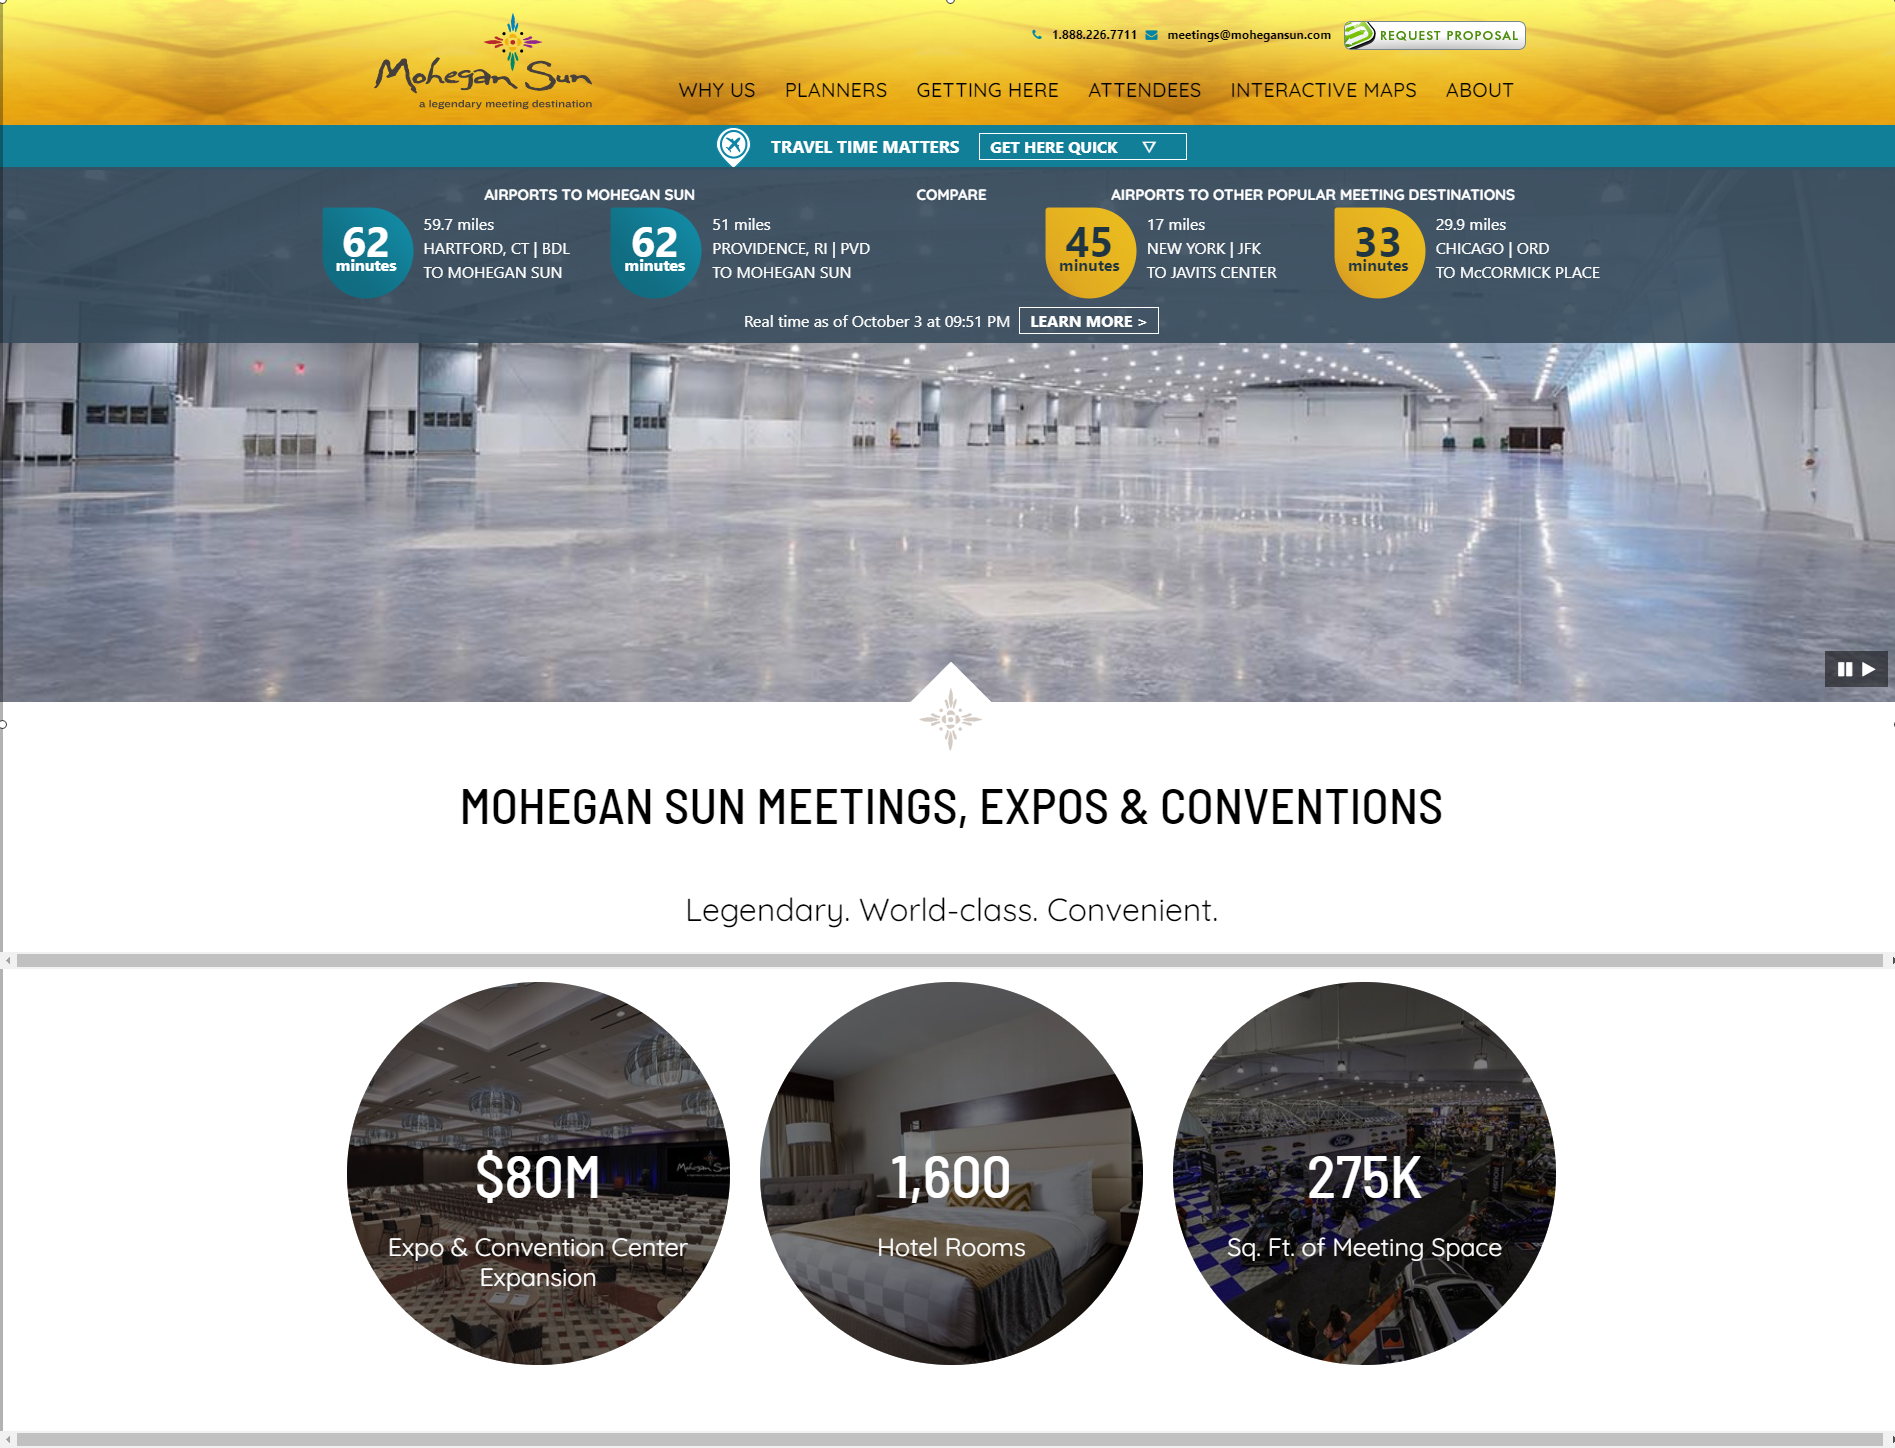 1.888.226.7711 meetings@mohegansun.com REQUEST PROPOSAL
Mohegan Sun
a legendary meeting destination
WHY US PLANNERS GETTING HERE ATTENDEES INTERACTIVE MAPS ABOUT
TRAVEL TIME MATTERS GET HERE QUICK
AIRPORTS TO MOHEGAN SUN COMPARE AIRPORTS TO OTHER POPULAR MEETING DESTINATIONS
62
minutes
59.7 miles
HARTFORD, CT | BDL
TO MOHEGAN SUN
62
minutes
51 miles
PROVIDENCE, RI | PVD
TO MOHEGAN SUN
45
minutes
17 miles
NEW YORK | JFK
TO JAVITS CENTER
33
minutes
29.9 miles
CHICAGO | ORD
TO McCORMICK PLACE
Real time as of October 3 at 09:51 PM LEARN MORE >
MOHEGAN SUN MEETINGS, EXPOS & CONVENTIONS
Legendary. World-class. Convenient.
Mohegan Sun
$80M
Expo & Convention Center
Expansion
1,600
Hotel Rooms
Ford
275K
Sq. Ft. of Meeting Space